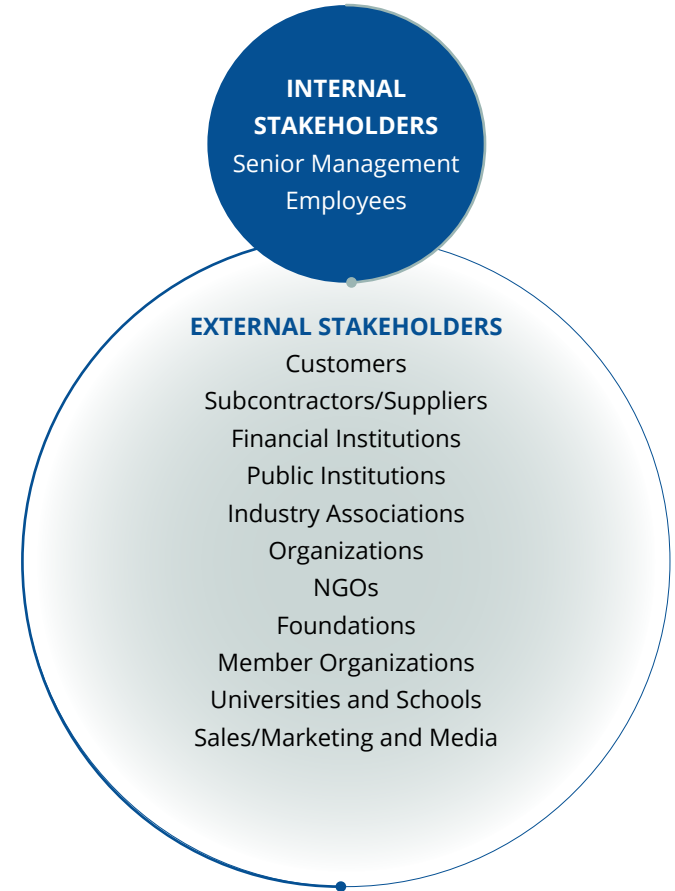 INTERNAL
STAKEHOLDERS
Senior Management
Employees
EXTERNAL STAKEHOLDERS
Customers
Subcontractors/Suppliers
Financial Institutions
Public Institutions
Industry Associations
Organizations
NGOs
Foundations
Member Organizations
Universities and Schools
Sales/Marketing and Media